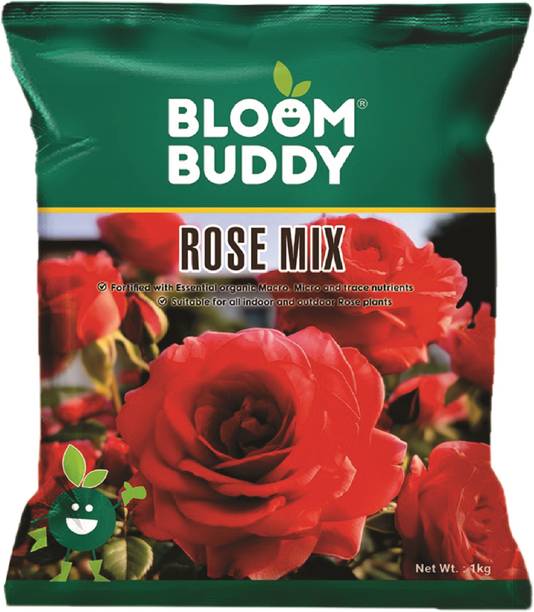 BLOOM®
BUDDY
ROSE MIX
Fortified with Essential organic Macro, Micro and trace nutrients
Suitable for all indoor and outdoor Rose plants
Net Wt. : 1kg